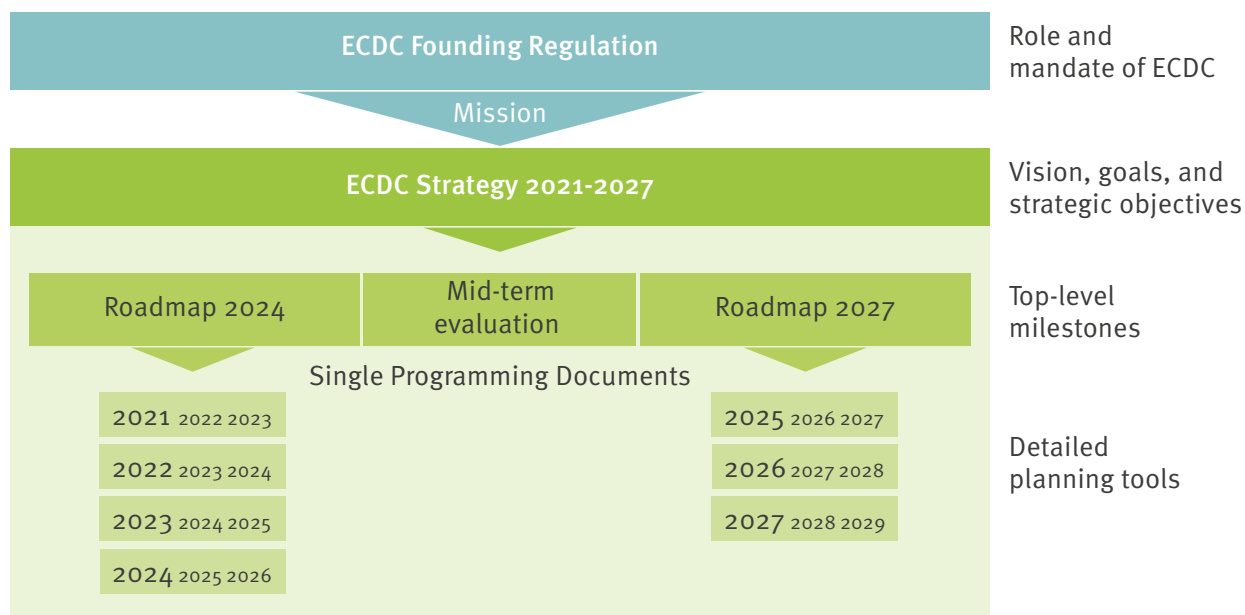 ECDC Founding Regulation
Role and
mandate of ECDC
Mission
ECDC Strategy 2021-2027
Vision, goals, and
strategic objectives
Roadmap 2024
Mid-term
evaluation
Roadmap 2027
Top-level
milestones
Single Programming Documents
2021 2022 2023
2022 2023 2024
2023 2024 2025
2024 2025 2026
2025 2026 2027
2026 2027 2028
2027 2028 2029
Detailed
planning tools